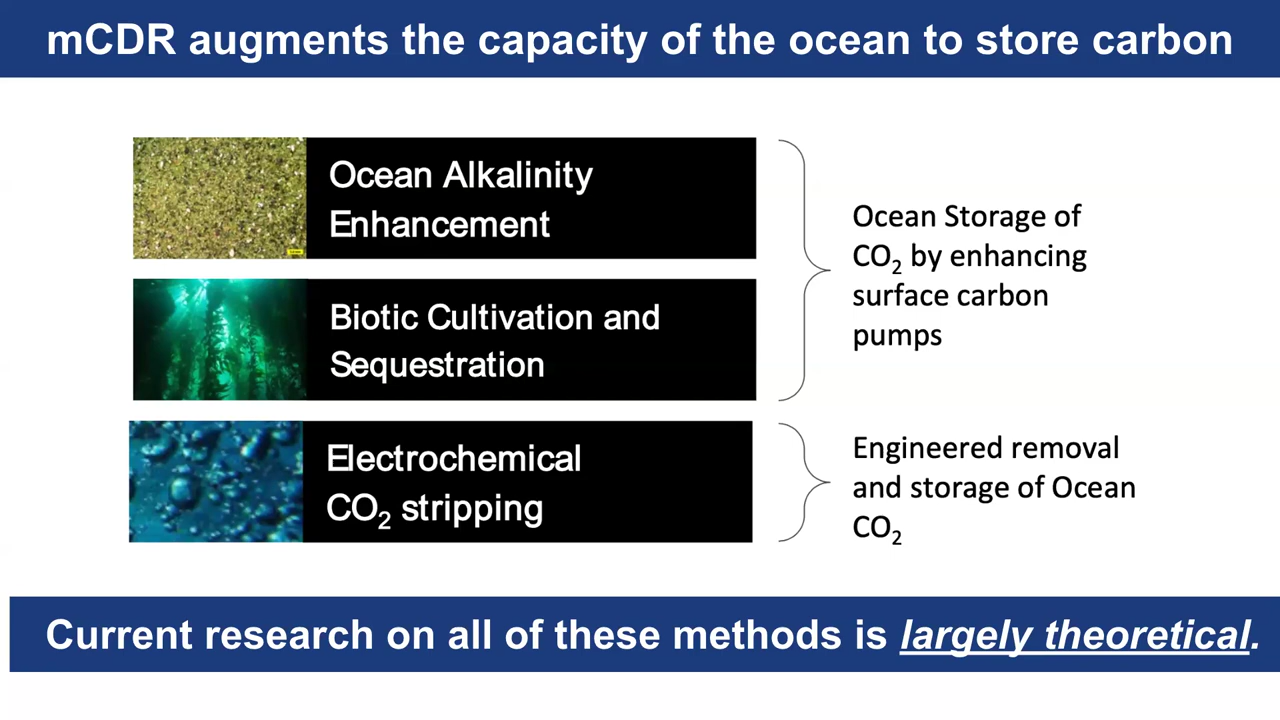 mCDR augments the capacity of the ocean to store carbon
Ocean Alkalinity
Enhancement
Ocean Storage of
CO₂ by enhancing
surface carbon
pumps
Biotic Cultivation and
Sequestration
Electrochemical
CO₂ stripping
Engineered removal
and storage of Ocean
CO₂
Current research on all of these methods is largely theoretical.